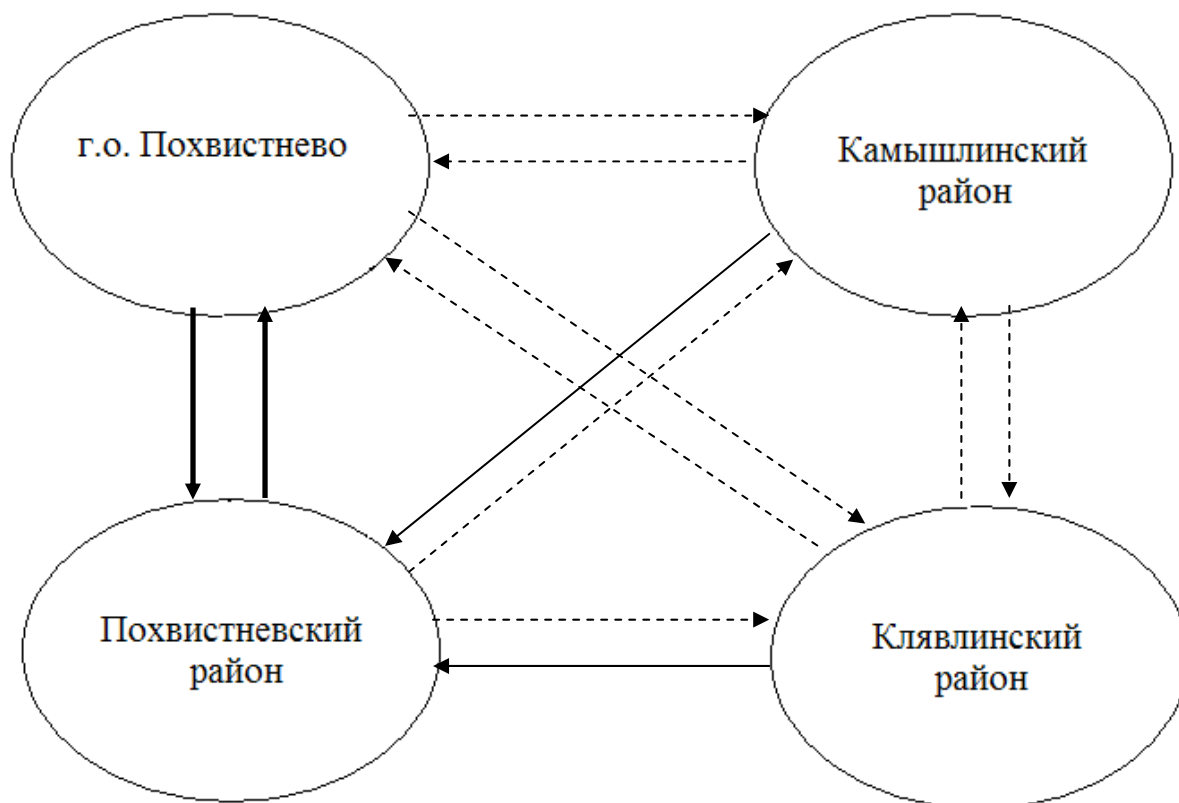 г.о. Похвистнево
Камышлинский
район
Похвистневский
район
Клявлинский
район